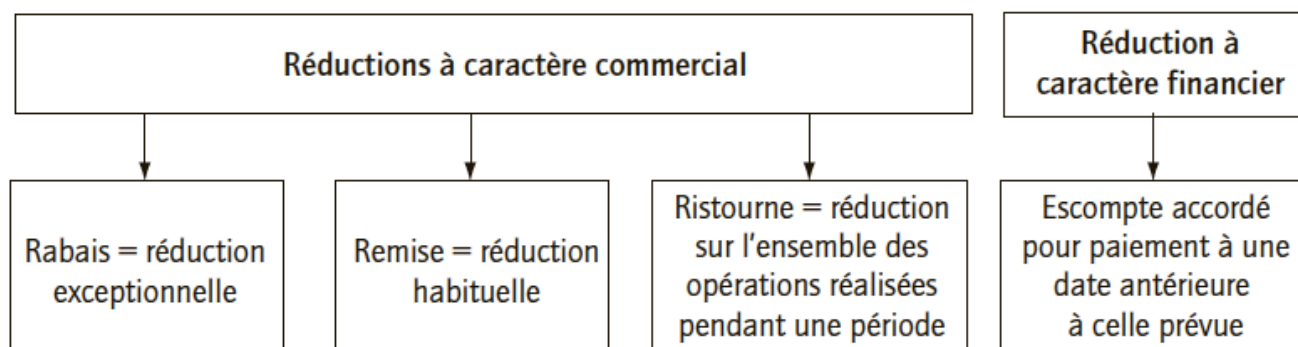 Réductions à caractère commercial
Réduction à
caractère financier
Rabais = réduction
exceptionnelle
Remise = réduction
habituelle
Ristourne = réduction
sur l’ensemble des
opérations réalisées
pendant une période
Escompte accordé
pour paiement à une
date antérieure
à celle prévue